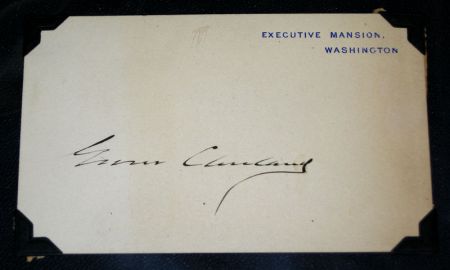 EXECUTIVE MANSION,
WASHINGTON
Grover Cleveland